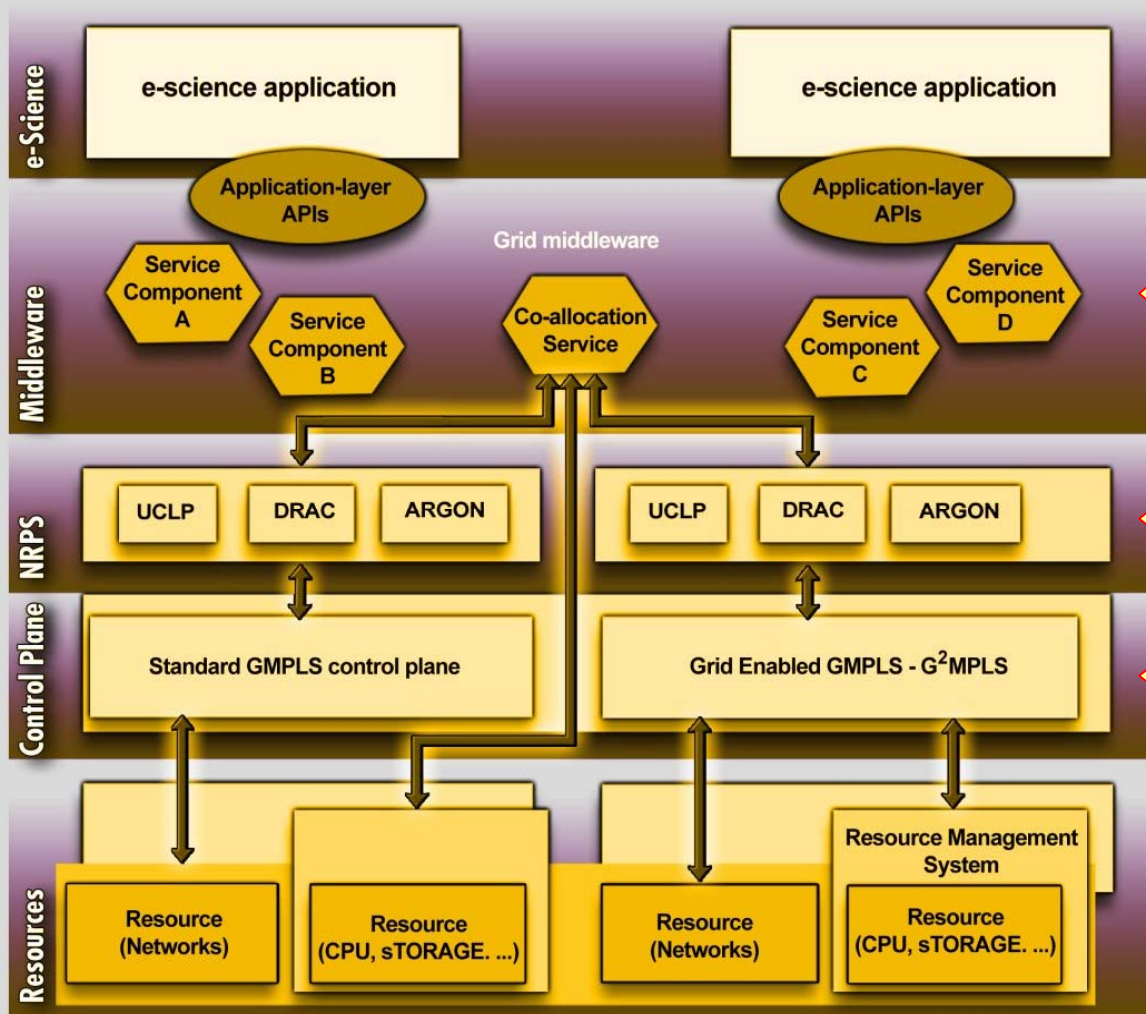 e-Science
e-science application
e-science application
Application-layer
APIs
Application-layer
APIs
Middleware
Grid middleware
Service
Component
A
Service
Component
B
Co-allocation
Service
Service
Component
C
Service
Component
D
NRPS
UCLP
DRAC
ARGON
UCLP
DRAC
ARGON
Control Plane
Standard GMPLS control plane
Grid Enabled GMPLS - G²MPLS
Resources
Resource
(Networks)
Resource
(CPU, sTORAGE. ...)
Resource
(Networks)
Resource Management
System
Resource
(CPU, sTORAGE. ...)